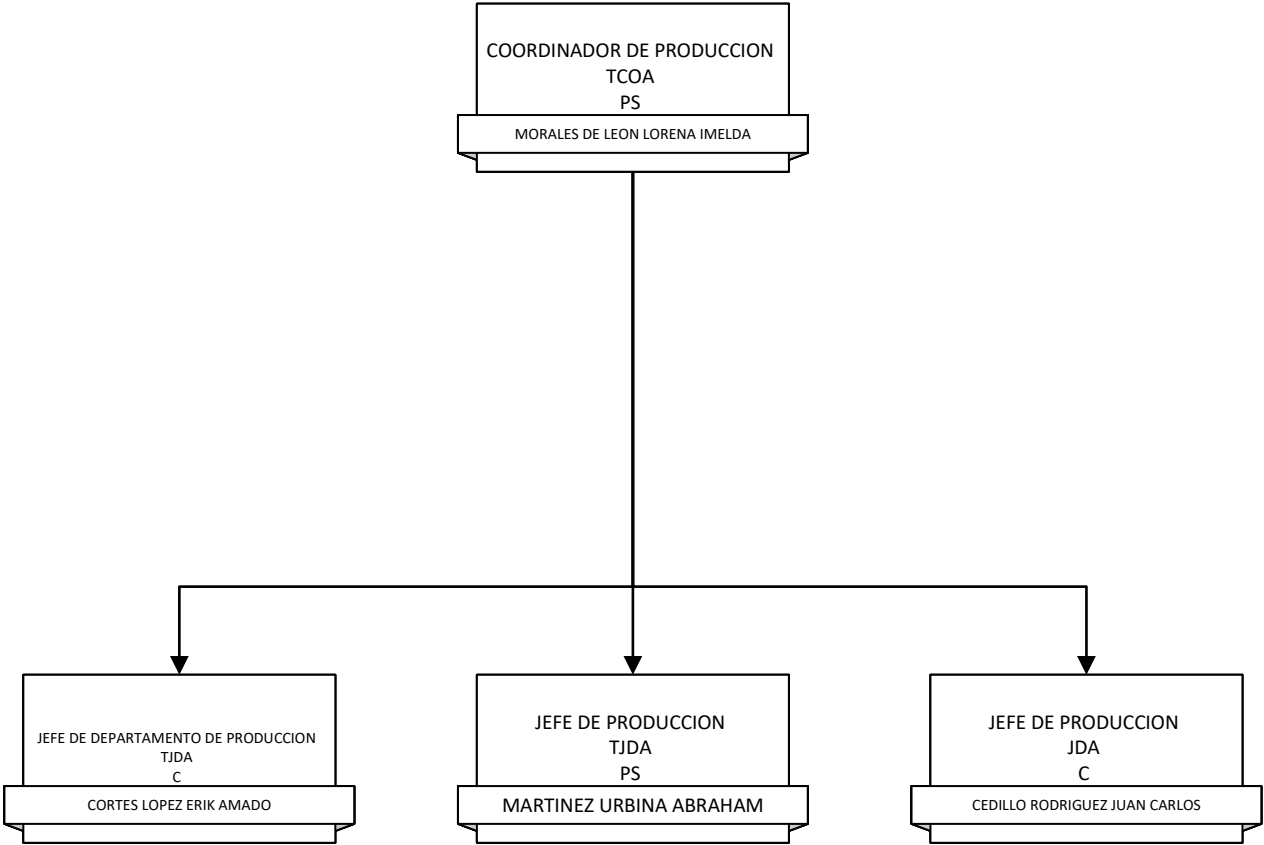 COORDINADOR DE PRODUCCION
TCOA
PS
MORALES DE LEON LORENA IMELDA
JEFE DE DEPARTAMENTO DE PRODUCCION
TJDA
C
CORTES LOPEZ ERIK AMADO
JEFE DE PRODUCCION
TJDA
PS
MARTINEZ URBINA ABRAHAM
JEFE DE PRODUCCION
JDA
C
CEDILLO RODRIGUEZ JUAN CARLOS